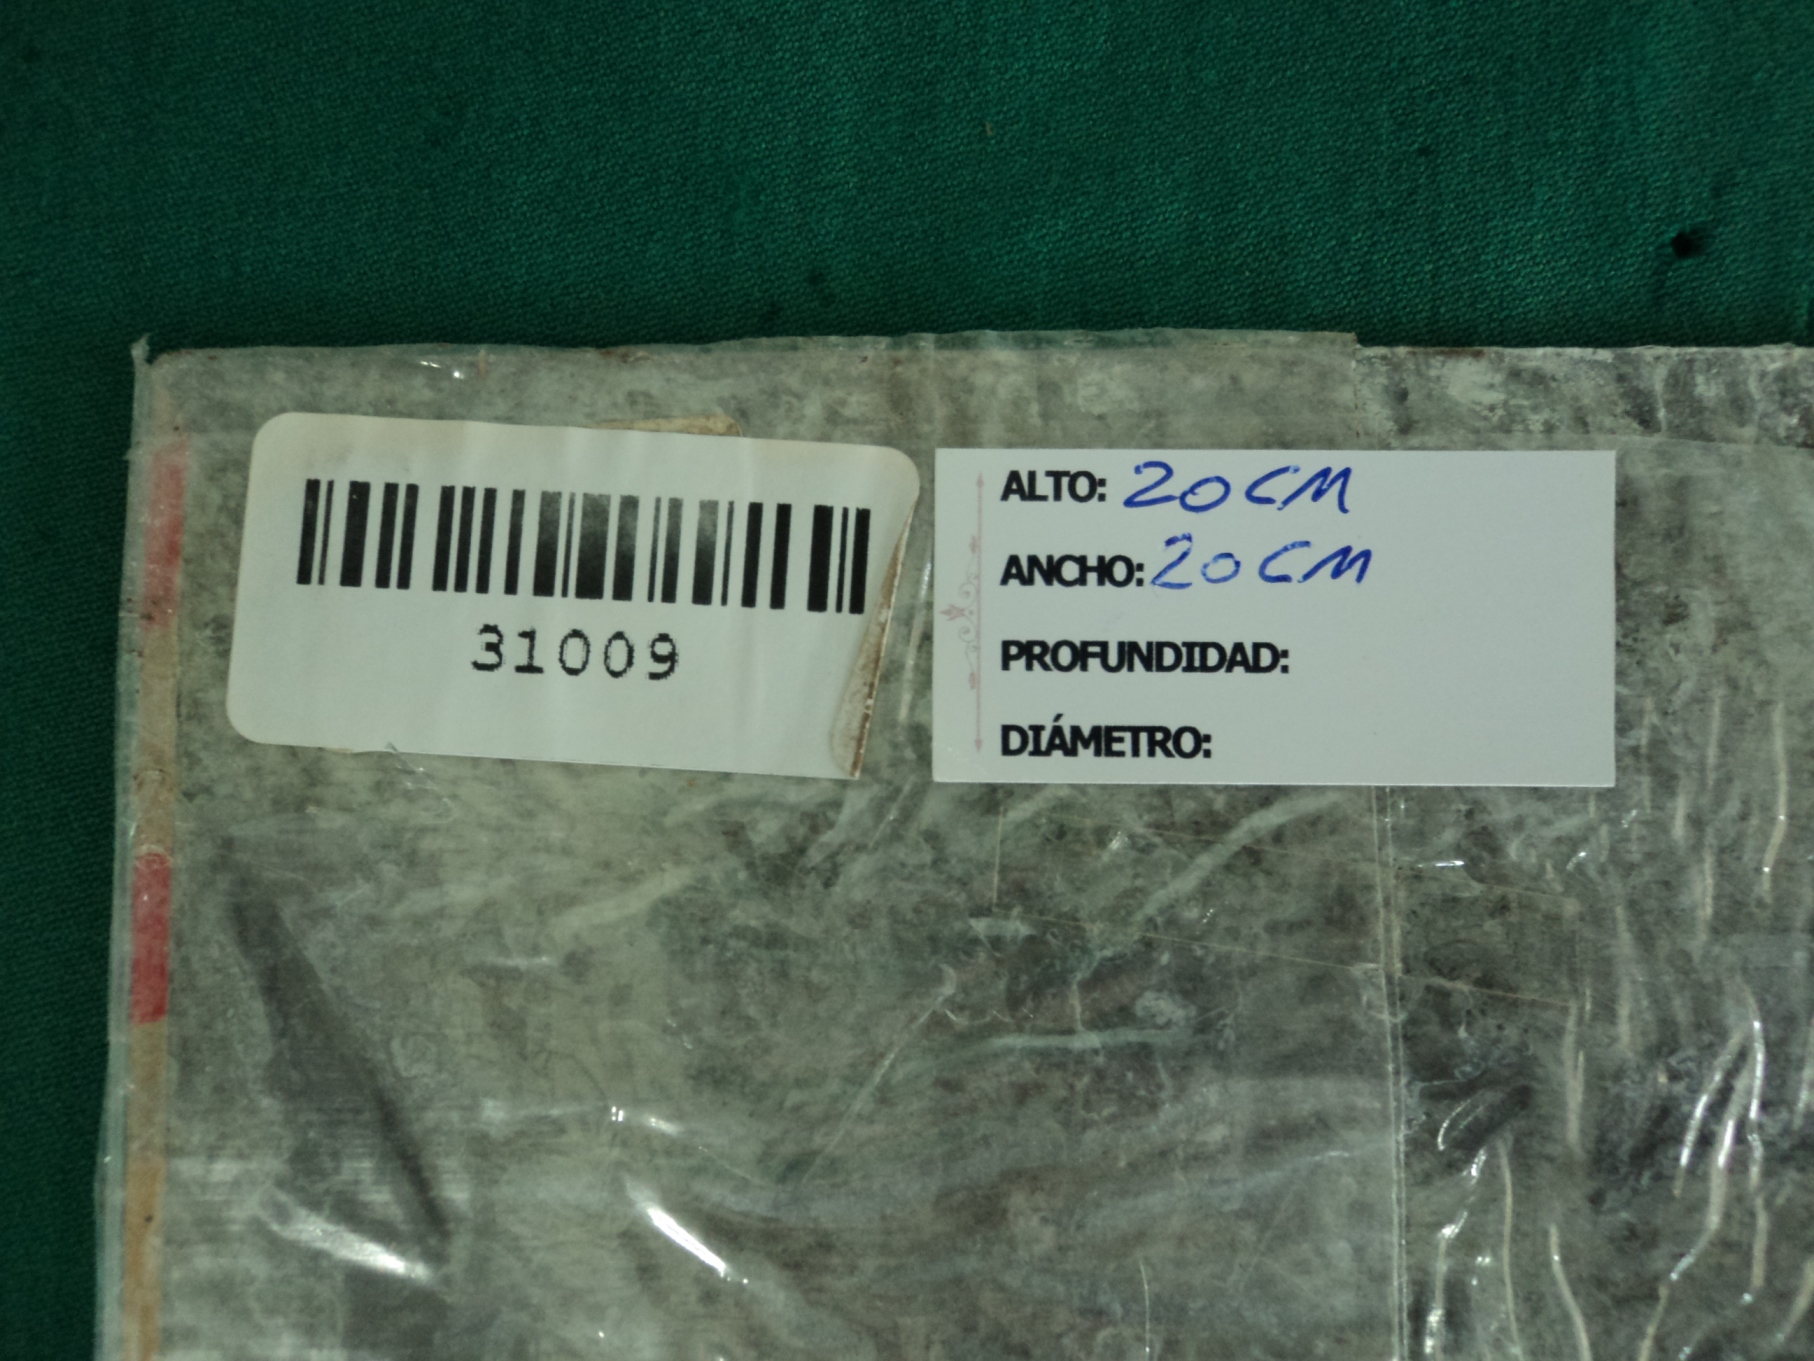 31009
ALTO: 20 CM
ANCHO: 20 CM
PROFUNDIDAD:
DIÁMETRO: